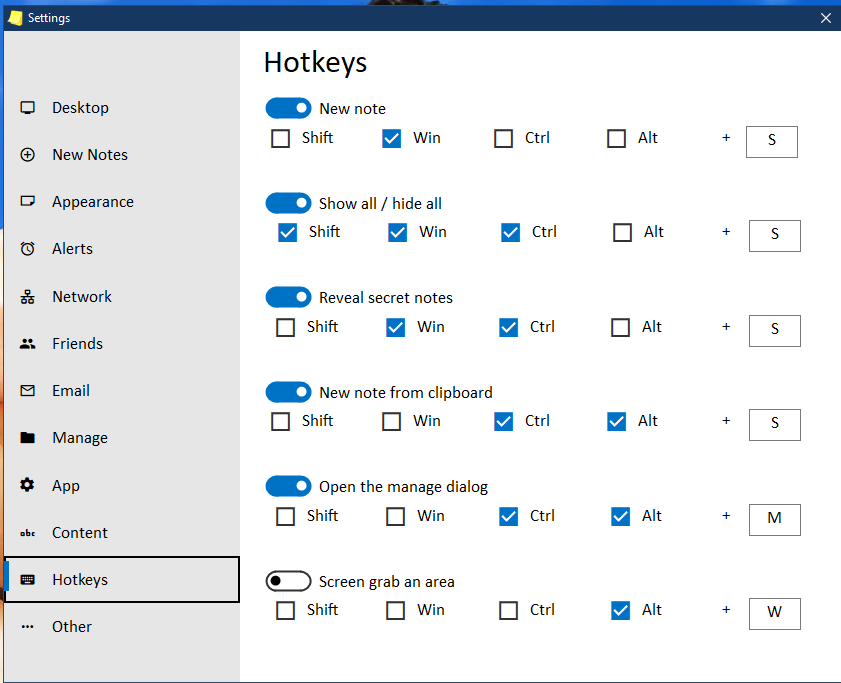 Settings
Hotkeys
Desktop
New Notes
Appearance
Alerts
Network
Friends
Email
Manage
App
abc Content
Hotkeys
Other
New note
Shift Win Ctrl Alt + S
Show all / hide all
Shift Win Ctrl Alt + S
Reveal secret notes
Shift Win Ctrl Alt + S
New note from clipboard
Shift Win Ctrl Alt + S
Open the manage dialog
Shift Win Ctrl Alt + M
Screen grab an area
Shift Win Ctrl Alt + W